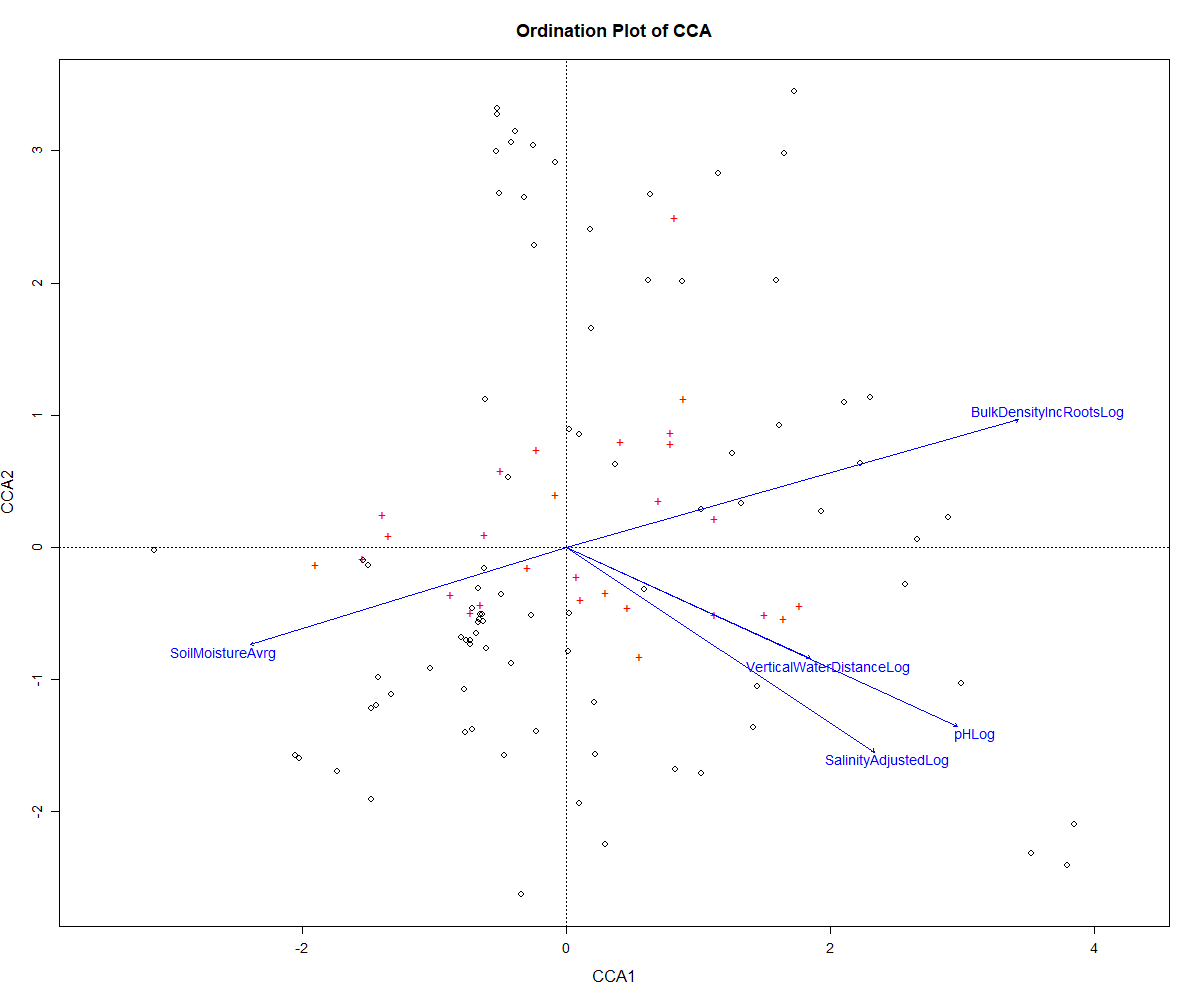 Ordination Plot of CCA
3
2
1
0
-1
-2
CCA2
BulkDensityIncRootsLog
SoilMoistureAvrg
VerticalWaterDistanceLog
pHLog
SalinityAdjustedLog
-2 0 2 4
CCA1